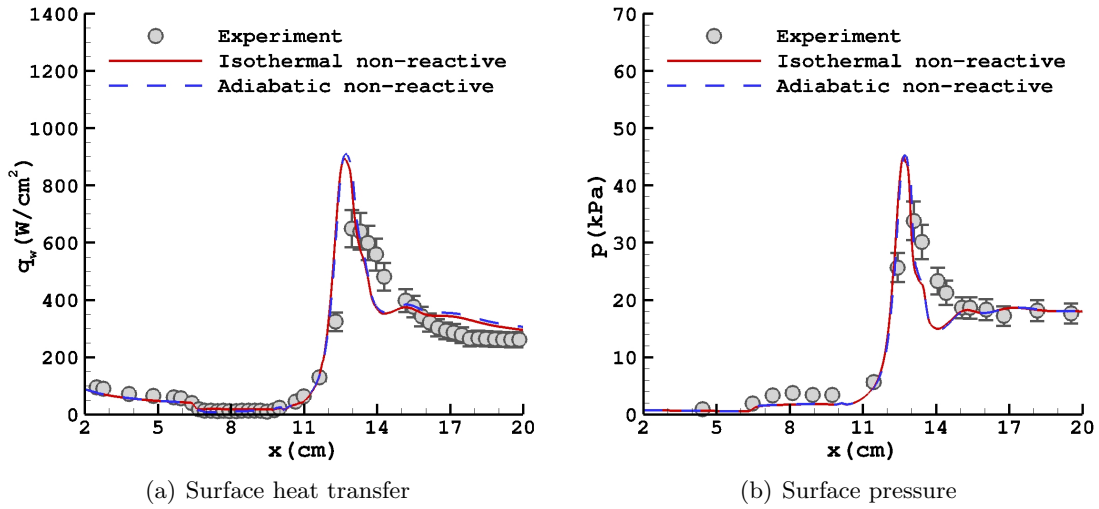 1400
1200
1000
800
600
400
200
0
q_w(W/cm²)
Experiment
Isothermal non-reactive
Adiabatic non-reactive
2 5 8 11 14 17 20
x(cm)
(a) Surface heat transfer
70
60
50
40
30
20
10
0
p(kPa)
Experiment
Isothermal non-reactive
Adiabatic non-reactive
2 5 8 11 14 17 20
x(cm)
(b) Surface pressure